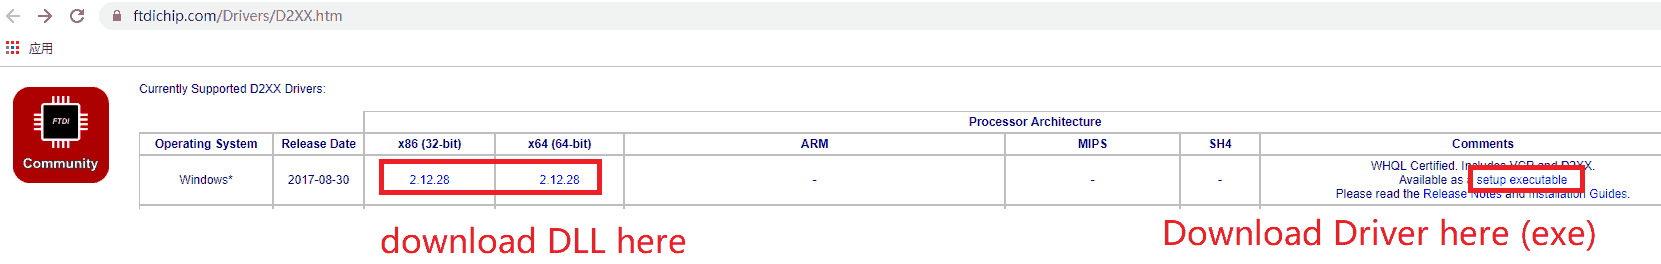 ftdichip.com/Drivers/D2XX.htm
应用
Currently Supported D2XX Drivers:
FTDI
Community
Processor Architecture
Operating System Release Date x86 (32-bit) x64 (64-bit) ARM MIPS SH4 Comments
WHQL Certified. Includes VCP and D2XX.
Windows* 2017-08-30 2.12.28 2.12.28 - - - Available as a setup executable
Please read the Release Notes and Installation Guides.
download DLL here
Download Driver here (exe)